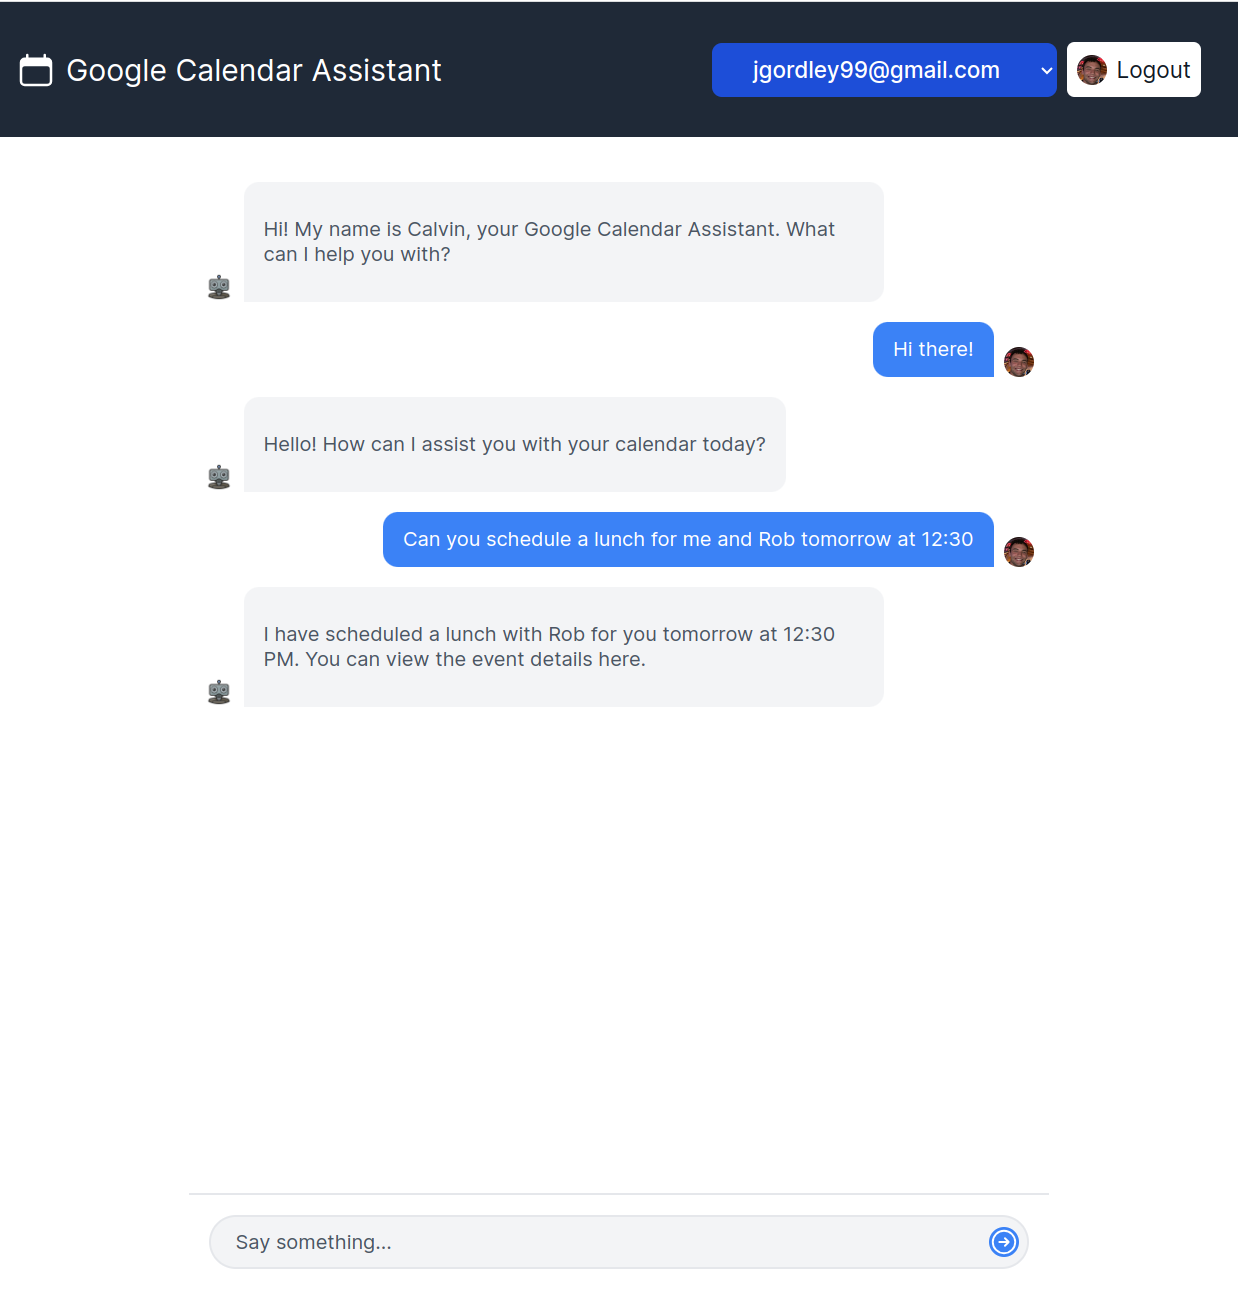 Google Calendar Assistant
jgordley99@gmail.com
Logout
Hi! My name is Calvin, your Google Calendar Assistant. What
can I help you with?
Hi there!
Hello! How can I assist you with your calendar today?
Can you schedule a lunch for me and Rob tomorrow at 12:30
I have scheduled a lunch with Rob for you tomorrow at 12:30
PM. You can view the event details here.
Say something...